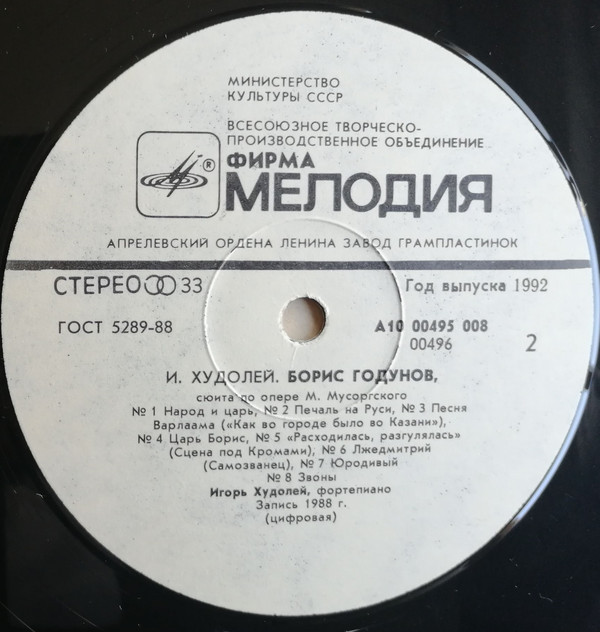 МИНИСТЕРСТВО
КУЛЬТУРЫ СССР
ВСЕСОЮЗНОЕ ТВОРЧЕСКО-
ПРОИЗВОДСТВЕННОЕ ОБЪЕДИНЕНИЕ
®
ФИРМА
МЕЛОДИЯ
АПРЕЛЕВСКИЙ ОРДЕНА ЛЕНИНА ЗАВОД ГРАМПЛАСТИНОК
СТЕРЕО 33
Год выпуска 1992
ГОСТ 5289-88
А10 00495 008
00496
2
И. ХУДОЛЕЙ. БОРИС ГОДУНОВ,
сюита по опере М. Мусоргского
№ 1 Народ и царь, № 2 Печаль на Руси, № 3 Песня
Варлаама («Как во городе было во Казани»),
№ 4 Царь Борис, № 5 «Расходилась, разгулялась»
(Сцена под Кромами), № 6 Лжедмитрий
(Самозванец), № 7 Юродивый
№ 8 Звоны
Игорь Худолей, фортепиано
Запись 1988 г.
(цифровая)